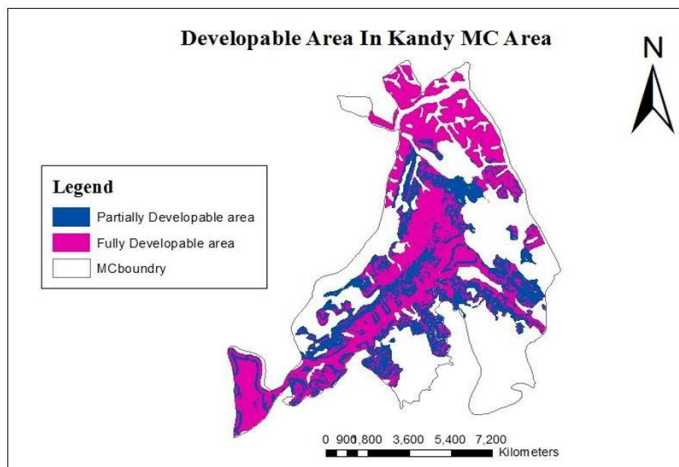 Developable Area In Kandy MC Area
N
Legend
Partially Developable area
Fully Developable area
MCboundry
0 900 1,800 3,600 5,400 7,200
Kilometers